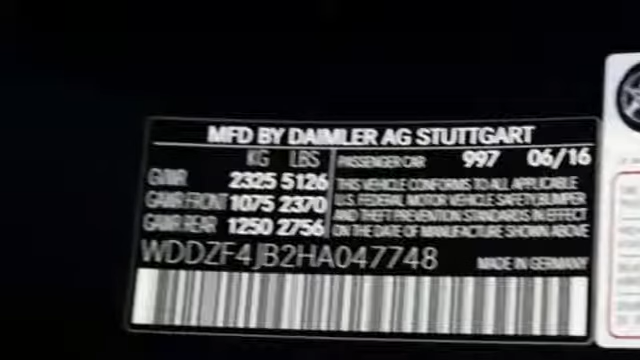 MFD BY DAIMLER AG STUTTGART
KG LBS PASSENGER CAR 997 06/16
GVWR 2325 5126 THIS VEHICLE CONFORMS TO ALL APPLICABLE
GAWR FRONT 1075 2370 U.S. FEDERAL MOTOR VEHICLE SAFETY, BUMPER
GAWR REAR 1250 2756 AND THEFT PREVENTION STANDARDS IN EFFECT
ON THE DATE OF MANUFACTURE SHOWN ABOVE
WDDZF4JB2HA047748 MADE IN GERMANY